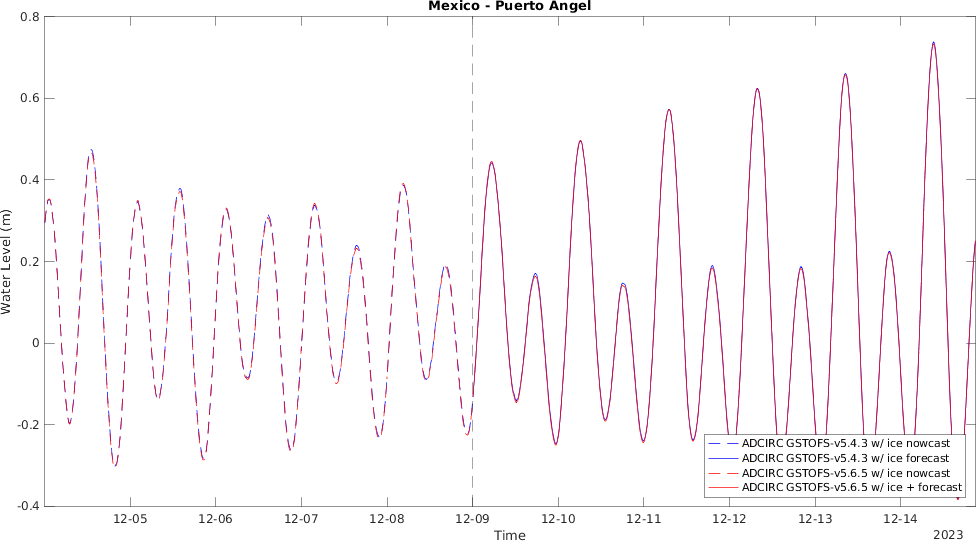 Mexico - Puerto Angel
Water Level (m)
0.8
0.6
0.4
0.2
0
-0.2
-0.4
12-05
12-06
12-07
12-08
12-09
12-10
12-11
12-12
12-13
12-14
Time
2023
ADCIRC GSTOFS-v5.4.3 w/ ice nowcast
ADCIRC GSTOFS-v5.4.3 w/ ice forecast
ADCIRC GSTOFS-v5.6.5 w/ ice nowcast
ADCIRC GSTOFS-v5.6.5 w/ ice + forecast